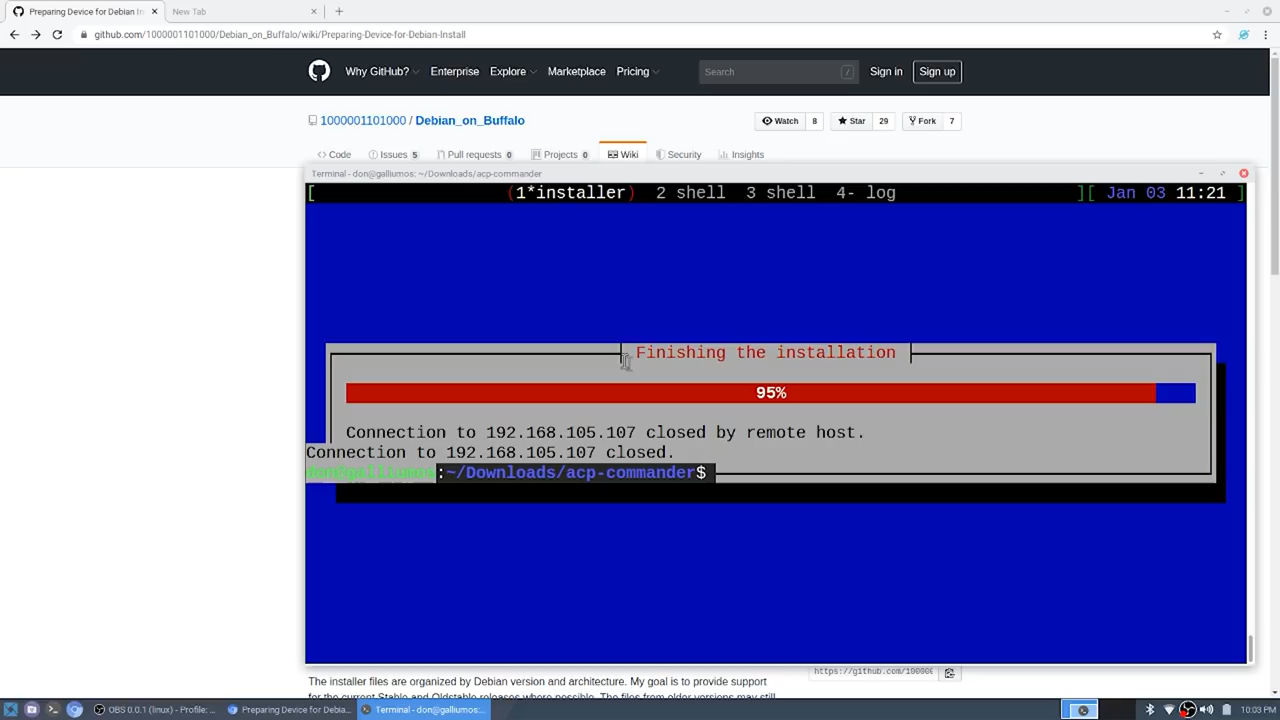 Preparing Device for Debian In
New Tab
github.com/1000001101000/Debian_on_Buffalo/wiki/Preparing-Device-for-Debian-Install
Why GitHub? Enterprise Explore Marketplace Pricing Search / Sign in Sign up
1000001101000 / Debian_on_Buffalo Watch 8 Star 29 Fork 7
Code Issues 5 Pull requests 0 Projects 0 Wiki Security Insights
Terminal - don@galliumos: ~/Downloads/acp-commander
[ (1*installer) 2 shell 3 shell 4- log ][ Jan 03 11:21 ]
Finishing the installation
95%
Connection to 192.168.105.107 closed by remote host.
Connection to 192.168.105.107 closed.
don@galliumos:~/Downloads/acp-commander$
https://github.com/10000
The installer files are organized by Debian version and architecture. My goal is to provide support
for the current Stable and Oldstable releases where possible. The files from older versions may still
OBS 0.0.1 (linux) - Profile: ... Preparing Device for Debia... Terminal - don@galliumos:... 10:03 PM